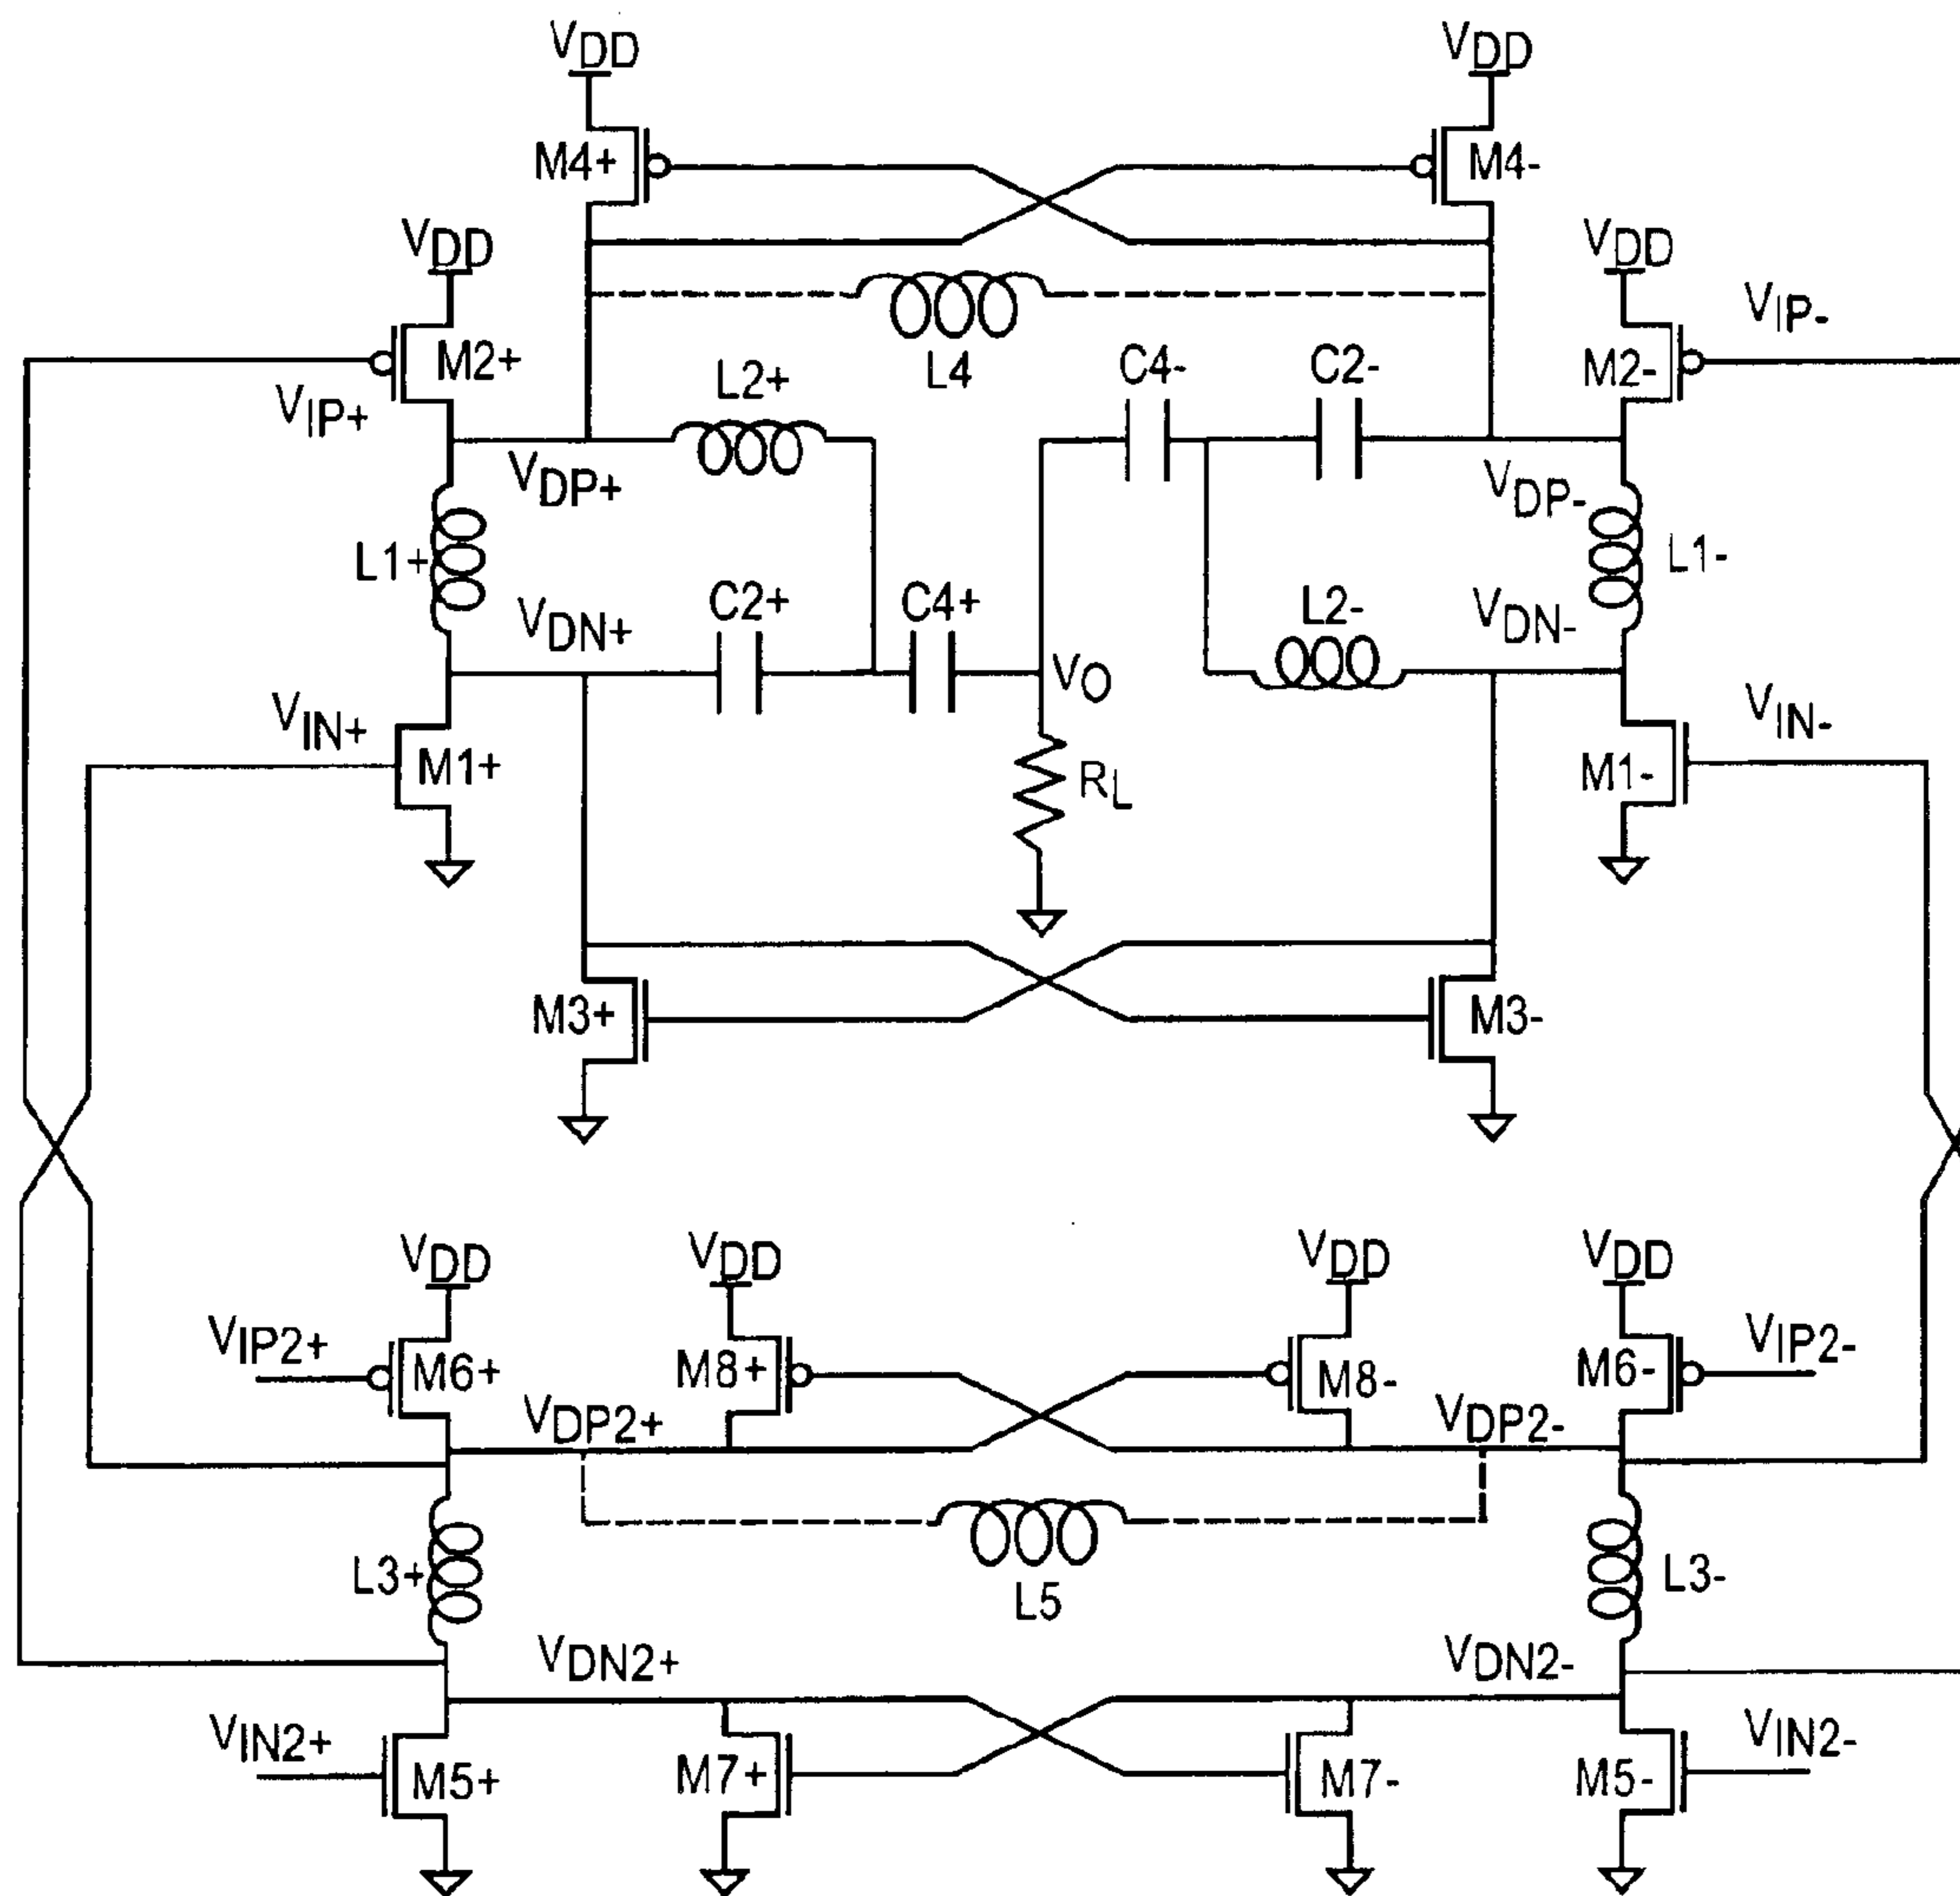 VDD
VDD
M4+
M4-
VDD
VDD
VIP-
M2+
L4
C4-
C2-
M2-
L2+
VIP+
VDP+
VDP-
L1+
L1-
C2+
C4+
L2-
VDN+
VDN-
VO
VIN+
VIN-
M1+
RL
M1-
M3+
M3-
VDD
VDD
VDD
VDD
VIP2+
M6+
M8+
M8-
M6-
VIP2-
VDP2+
VDP2-
L3+
L5
L3-
VDN2+
VDN2-
VIN2+
M5+
M7+
M7-
M5-
VIN2-